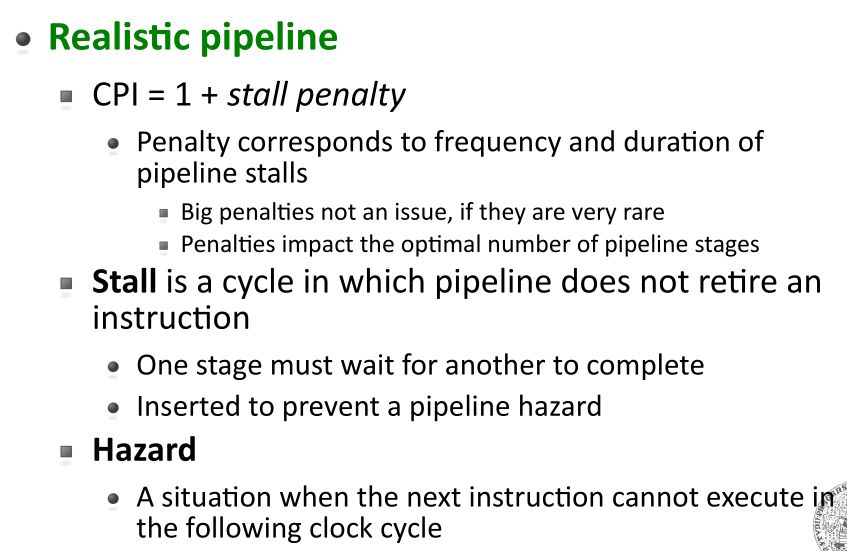 Realistic pipeline
CPI = 1 + stall penalty
Penalty corresponds to frequency and duration of
pipeline stalls
Big penalties not an issue, if they are very rare
Penalties impact the optimal number of pipeline stages
Stall is a cycle in which pipeline does not retire an
instruction
One stage must wait for another to complete
Inserted to prevent a pipeline hazard
Hazard
A situation when the next instruction cannot execute in
the following clock cycle